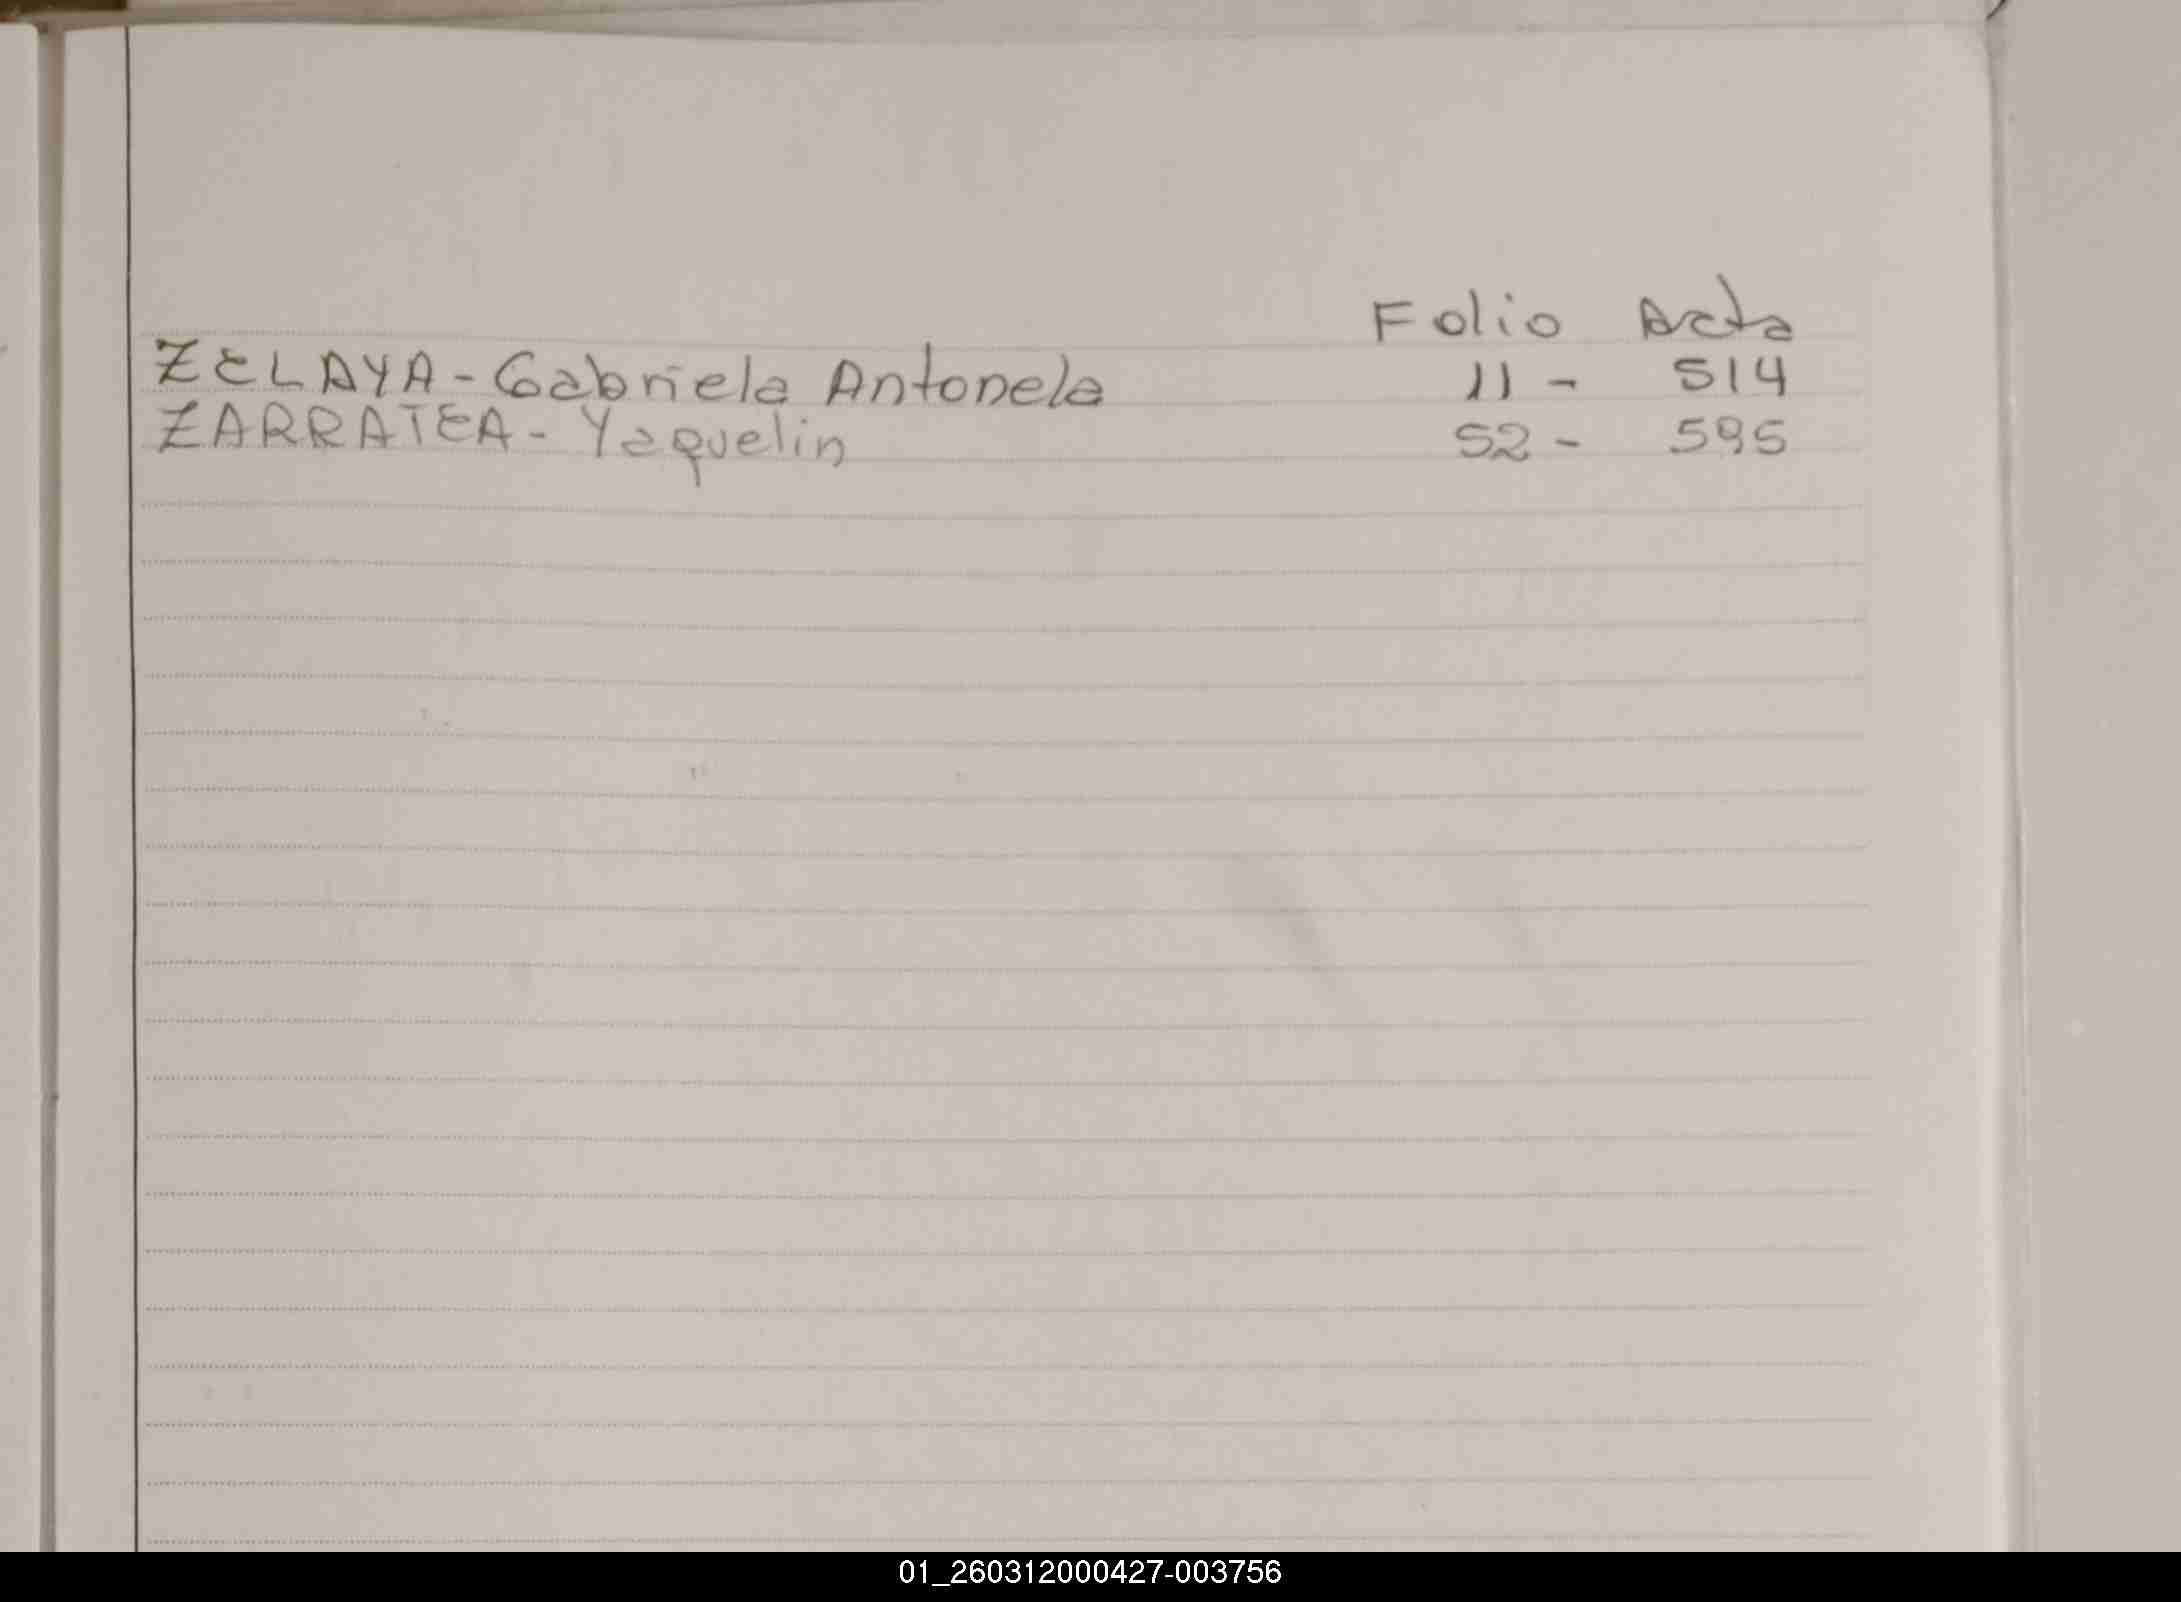 Folio Acta
ZELAYA - Gabriela Antonela 11 - 514
ZARRATEA - Yaquelin 52 - 595
01_260312000427-003756